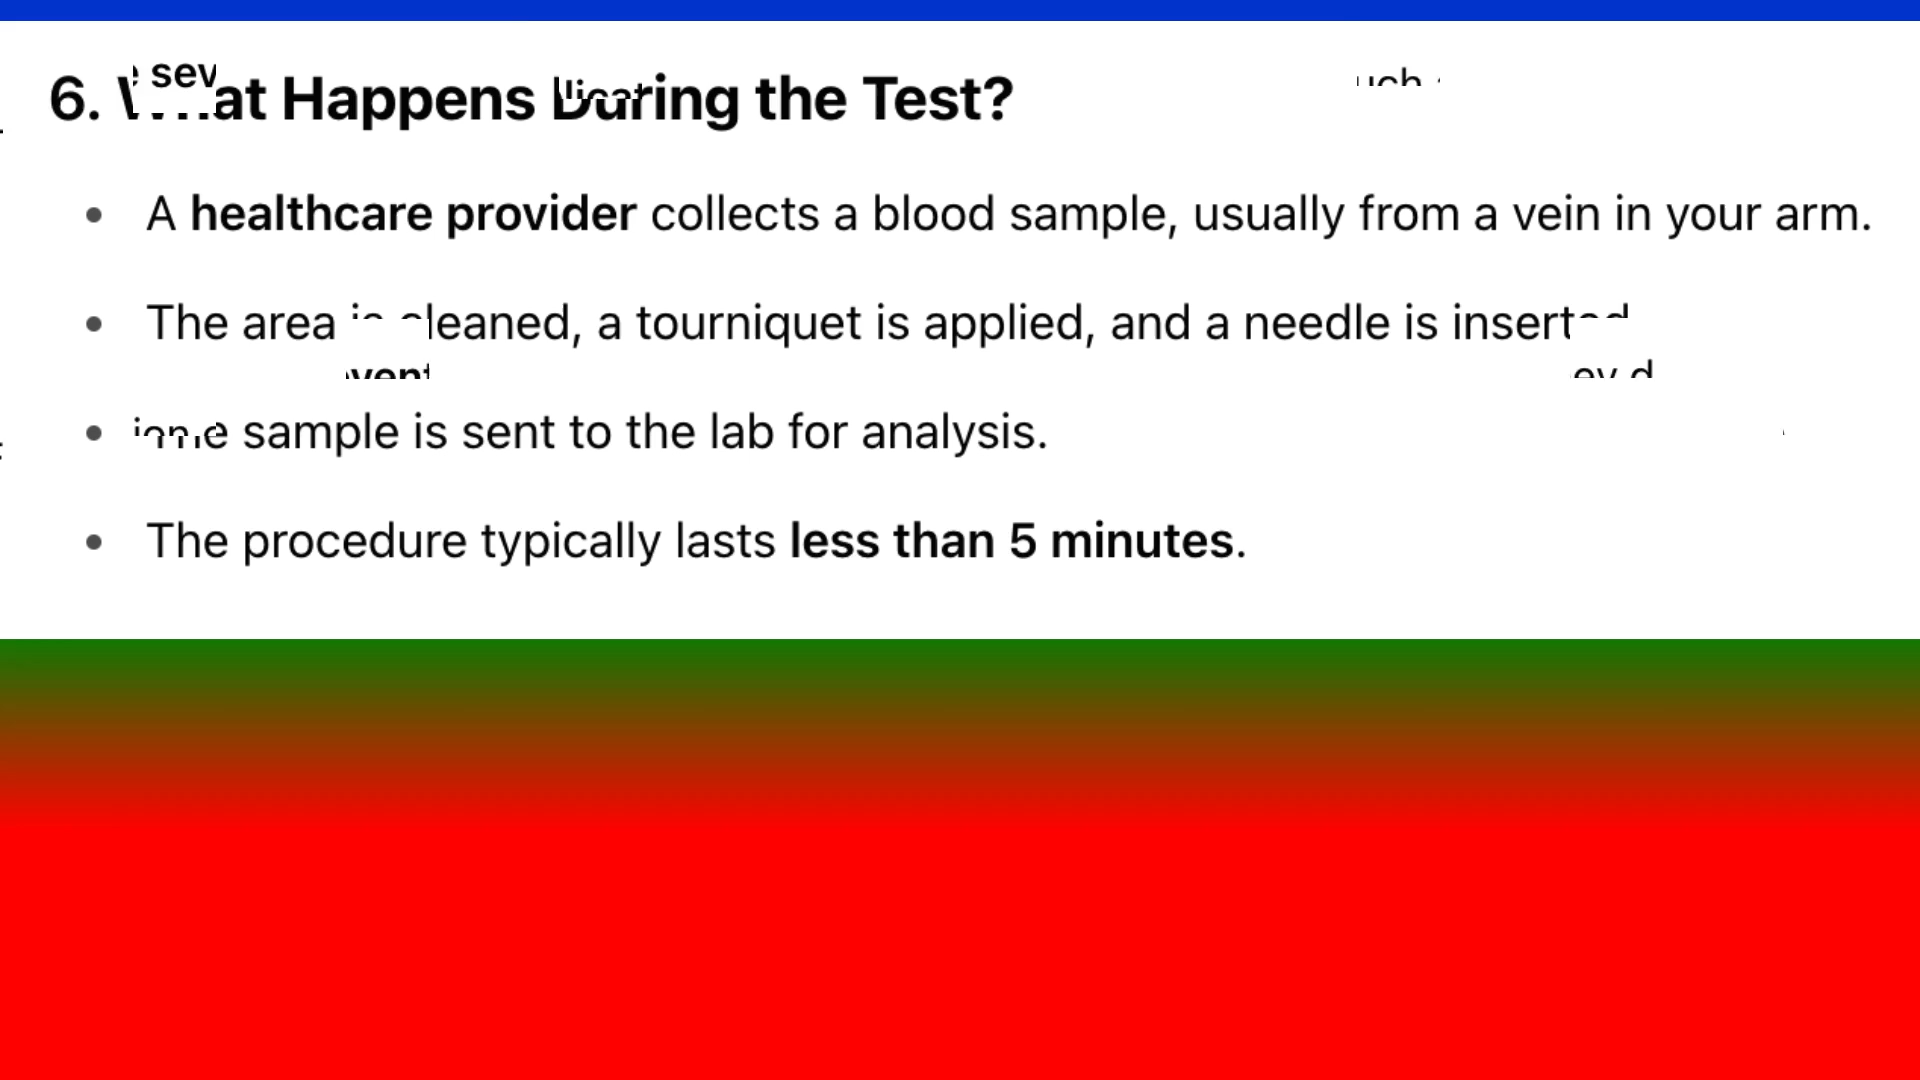 6. What Happens During the Test?
A healthcare provider collects a blood sample, usually from a vein in your arm.
The area is cleaned, a tourniquet is applied, and a needle is inserted
sample is sent to the lab for analysis.
The procedure typically lasts less than 5 minutes.